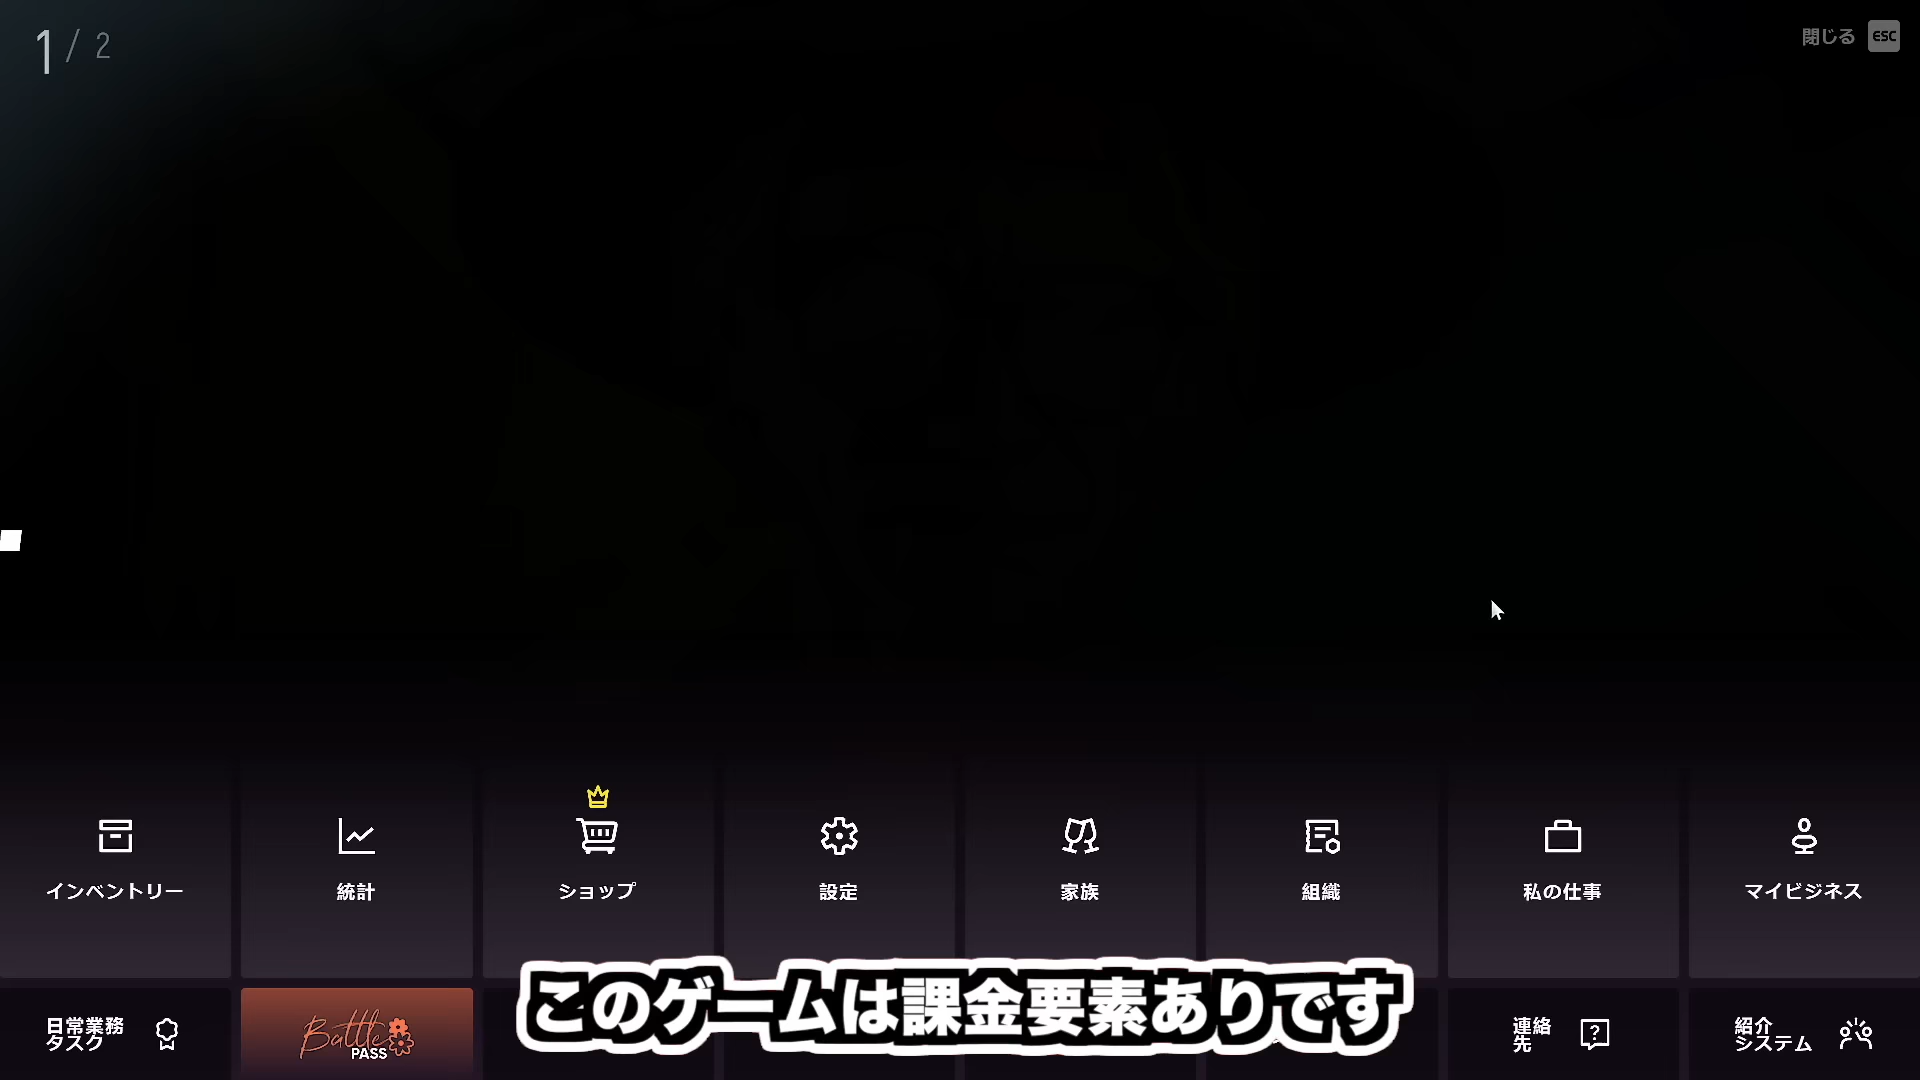 1 / 2
閉じる ESC
インベントリー
統計
ショップ
設定
家族
組織
私の仕事
マイビジネス
このゲームは課金要素ありです
日常業務
タスク
Battle
PASS
連絡
先
?
紹介
システム